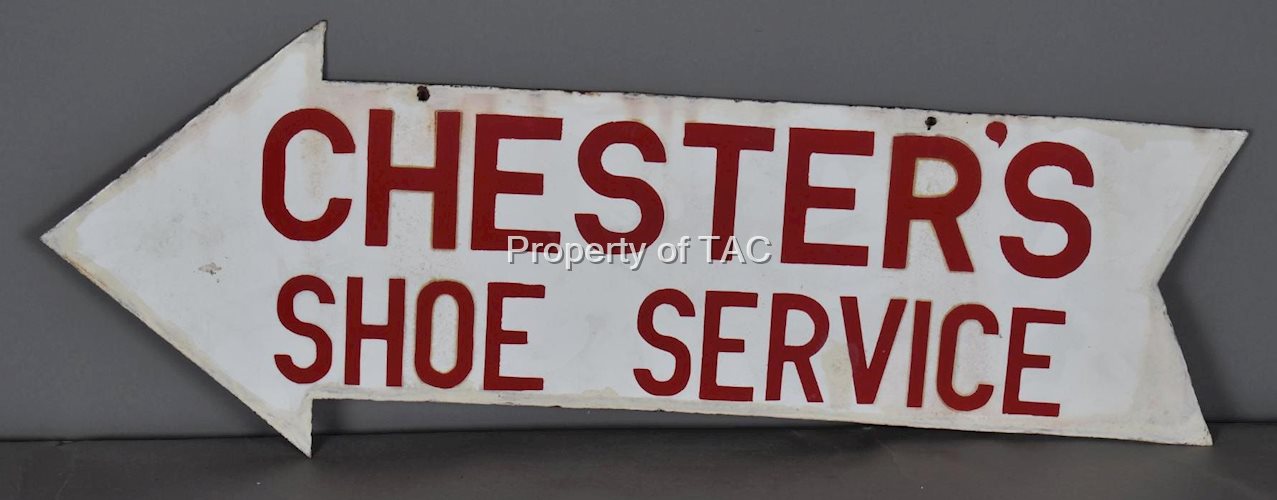 CHESTER'S
Property of TAC
SHOE SERVICE